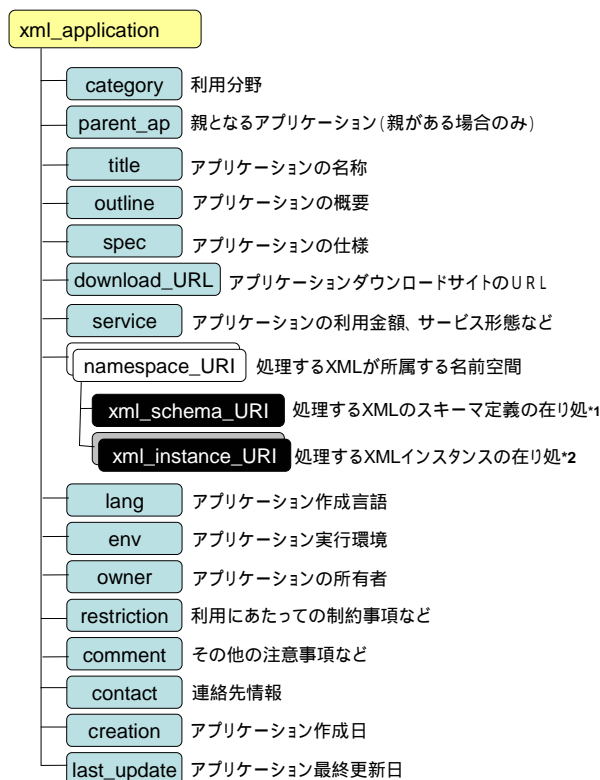 xml_application
category 利用分野
parent_ap 親となるアプリケーション(親がある場合のみ)
title アプリケーションの名称
outline アプリケーションの概要
spec アプリケーションの仕様
download_URL アプリケーションダウンロードサイトのURL
service アプリケーションの利用金額、サービス形態など
namespace_URI 処理するXMLが所属する名前空間
xml_schema_URI 処理するXMLのスキーマ定義の在り処*1
xml_instance_URI 処理するXMLインスタンスの在り処*2
lang アプリケーション作成言語
env アプリケーション実行環境
owner アプリケーションの所有者
restriction 利用にあたっての制約事項など
comment その他の注意事項など
contact 連絡先情報
creation アプリケーション作成日
last_update アプリケーション最終更新日